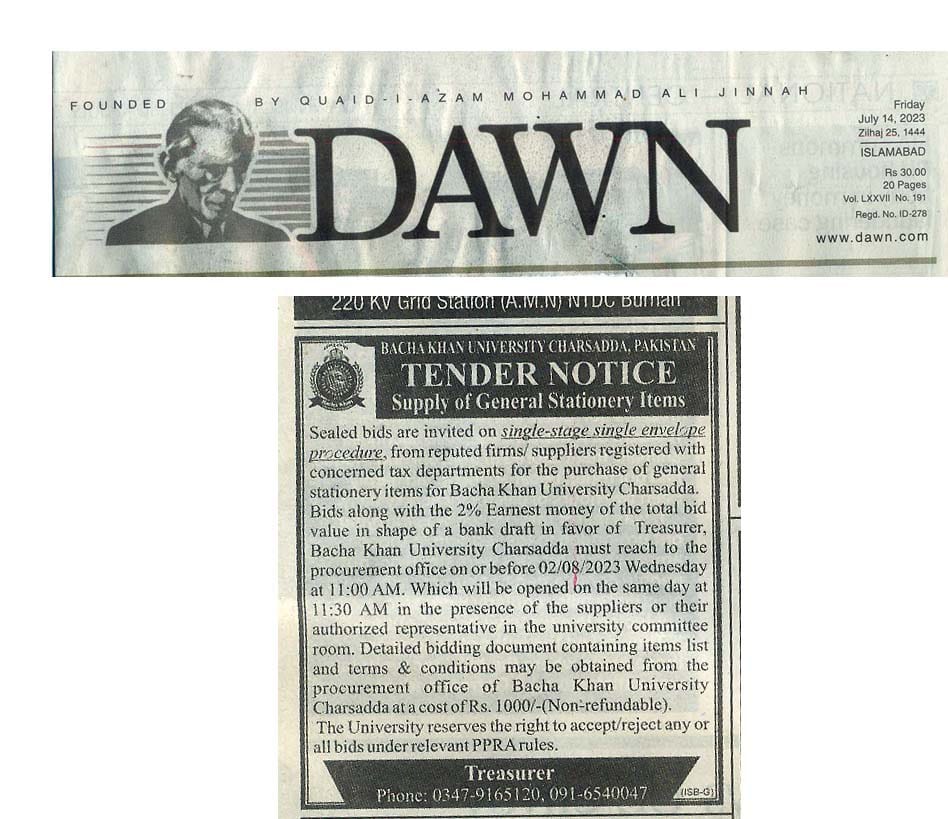 FOUNDED BY QUAID-I-AZAM MOHAMMAD ALI JINNAH
DAWN
Friday
July 14, 2023
Zilhaj 25, 1444
ISLAMABAD
Rs 30.00
20 Pages
Vol. LXXVII No. 191
Regd. No. ID-278
www.dawn.com
220 KV Grid Station (A.M.N) NTDC Burhan
BACHA KHAN UNIVERSITY CHARSADDA, PAKISTAN
TENDER NOTICE
Supply of General Stationery Items
Sealed bids are invited on single-stage single envelope
procedure, from reputed firms/ suppliers registered with
concerned tax departments for the purchase of general
stationery items for Bacha Khan University Charsadda.
Bids along with the 2% Earnest money of the total bid
value in shape of a bank draft in favor of Treasurer,
Bacha Khan University Charsadda must reach to the
procurement office on or before 02/08/2023 Wednesday
at 11:00 AM. Which will be opened on the same day at
11:30 AM in the presence of the suppliers or their
authorized representative in the university committee
room. Detailed bidding document containing items list
and terms & conditions may be obtained from the
procurement office of Bacha Khan University
Charsadda at a cost of Rs. 1000/-(Non-refundable).
The University reserves the right to accept/reject any or
all bids under relevant PPRA rules.
Treasurer
Phone: 0347-9165120, 091-6540047
(ISB-G)